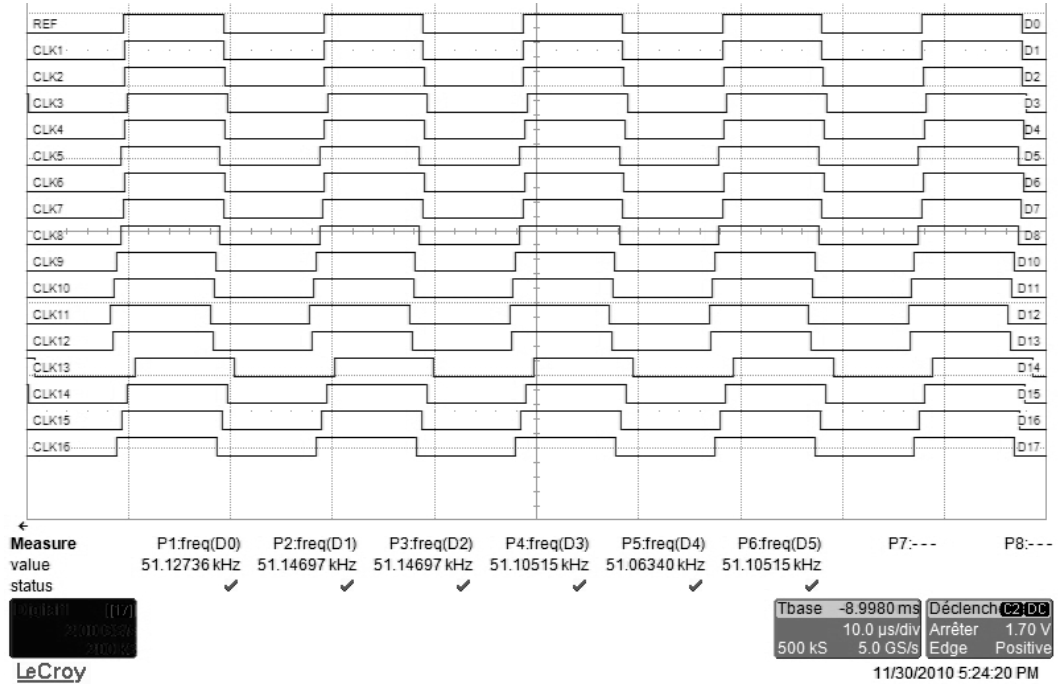 REF D0
CLK1 D1
CLK2 D2
CLK3 D3
CLK4 D4
CLK5 D5
CLK6 D6
CLK7 D7
CLK8 D8
CLK9 D10
CLK10 D11
CLK11 D12
CLK12 D13
CLK13 D14
CLK14 D15
CLK15 D16
CLK16 D17
Measure P1:freq(D0) P2:freq(D1) P3:freq(D2) P4:freq(D3) P5:freq(D4) P6:freq(D5) P7:--- P8:---
value 51.12736 kHz 51.14697 kHz 51.14697 kHz 51.10515 kHz 51.06340 kHz 51.10515 kHz
status
[17]
Tbase -8.9980 ms Déclench C2 DC
10.0 µs/div Arrêter 1.70 V
500 kS 5.0 GS/s Edge Positive
LeCroy 11/30/2010 5:24:20 PM